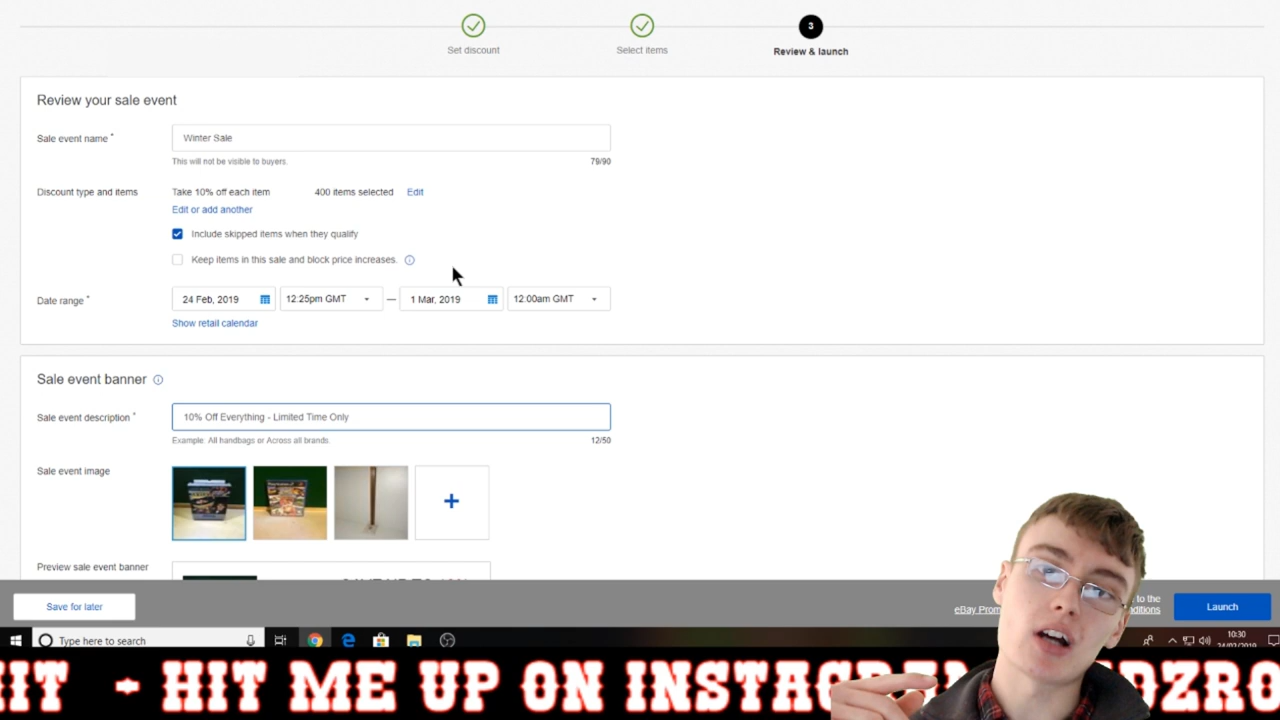 3
Set discount Select items Review & launch
Review your sale event
Sale event name * Winter Sale
This will not be visible to buyers. 79/90
Discount type and items Take 10% off each item 400 items selected Edit
Edit or add another
Include skipped items when they qualify
Keep items in this sale and block price increases.
Date range * 24 Feb, 2019 12.25pm GMT — 1 Mar, 2019 12.00am GMT
Show retail calendar
Sale event banner
Sale event description * 10% Off Everything - Limited Time Only
Example: All handbags or Across all brands. 12/50
Sale event image
+
Preview sale event banner
Save for later to the
eBay Launch
Type here to search 10:30
24/02/2019
- HIT ME UP ON